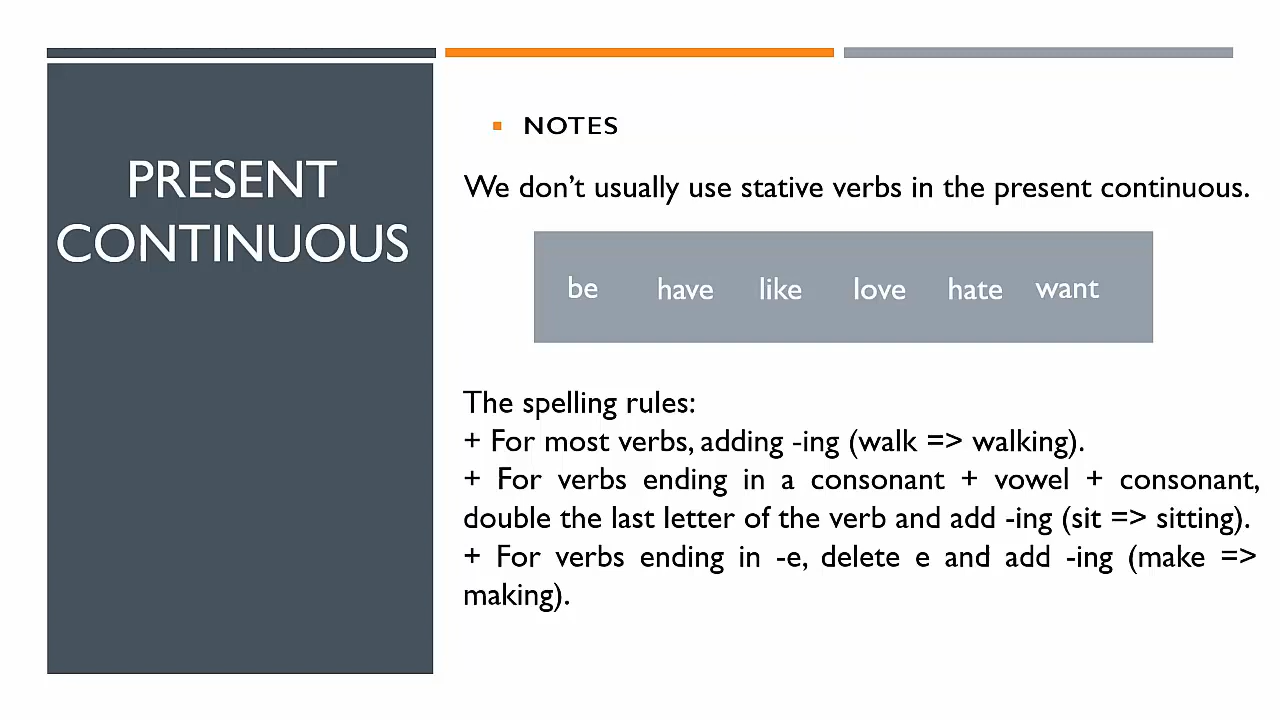 PRESENT
CONTINUOUS
NOTES
We don’t usually use stative verbs in the present continuous.
be have like love hate want
The spelling rules:
+ For most verbs, adding -ing (walk => walking).
+ For verbs ending in a consonant + vowel + consonant,
double the last letter of the verb and add -ing (sit => sitting).
+ For verbs ending in -e, delete e and add -ing (make =>
making).